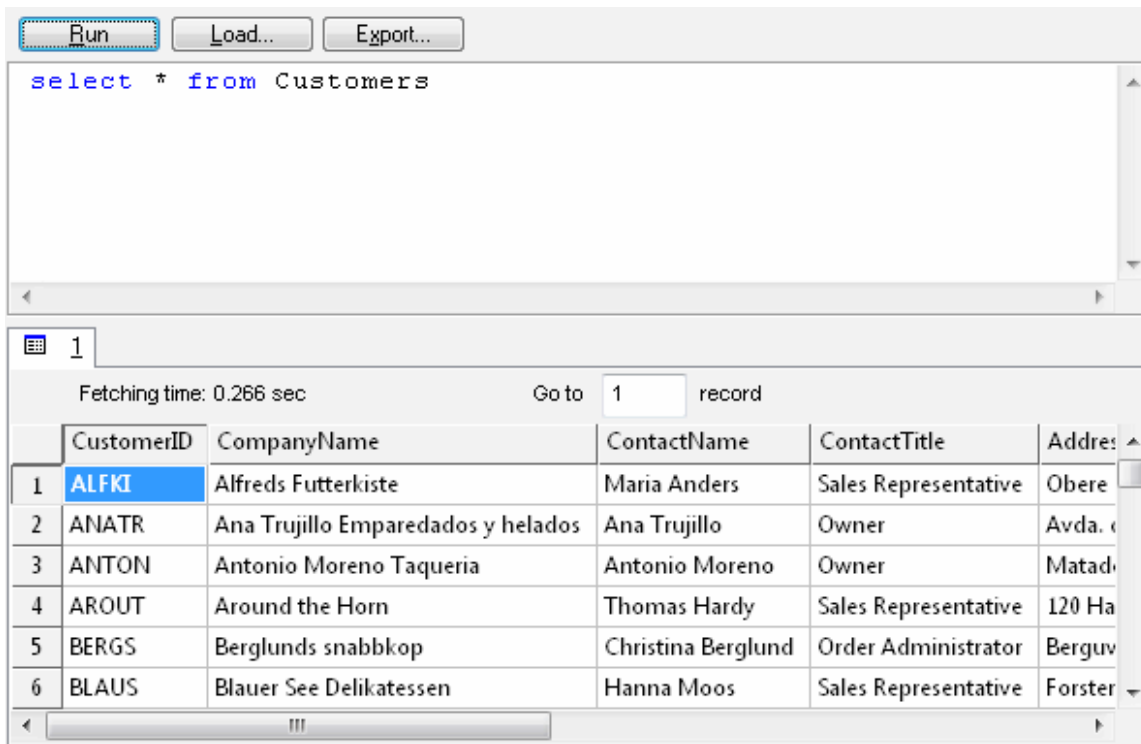 Run Load... Export...
select * from Customers
1
Fetching time: 0.266 sec Go to 1 record
CustomerID CompanyName ContactName ContactTitle
1 ALFKI Alfreds Futterkiste Maria Anders Sales Representative Obere
2 ANATR Ana Trujillo Emparedados y helados Ana Trujillo Owner Avda.
3 ANTON Antonio Moreno Taqueria Antonio Moreno Owner
4 AROUT Around the Horn Thomas Hardy Sales Representative 120 Ha
5 BERGS Berglunds snabbkop Christina Berglund Order Administrator
6 BLAUS Blauer See Delikatessen Hanna Moos Sales Representative Forster